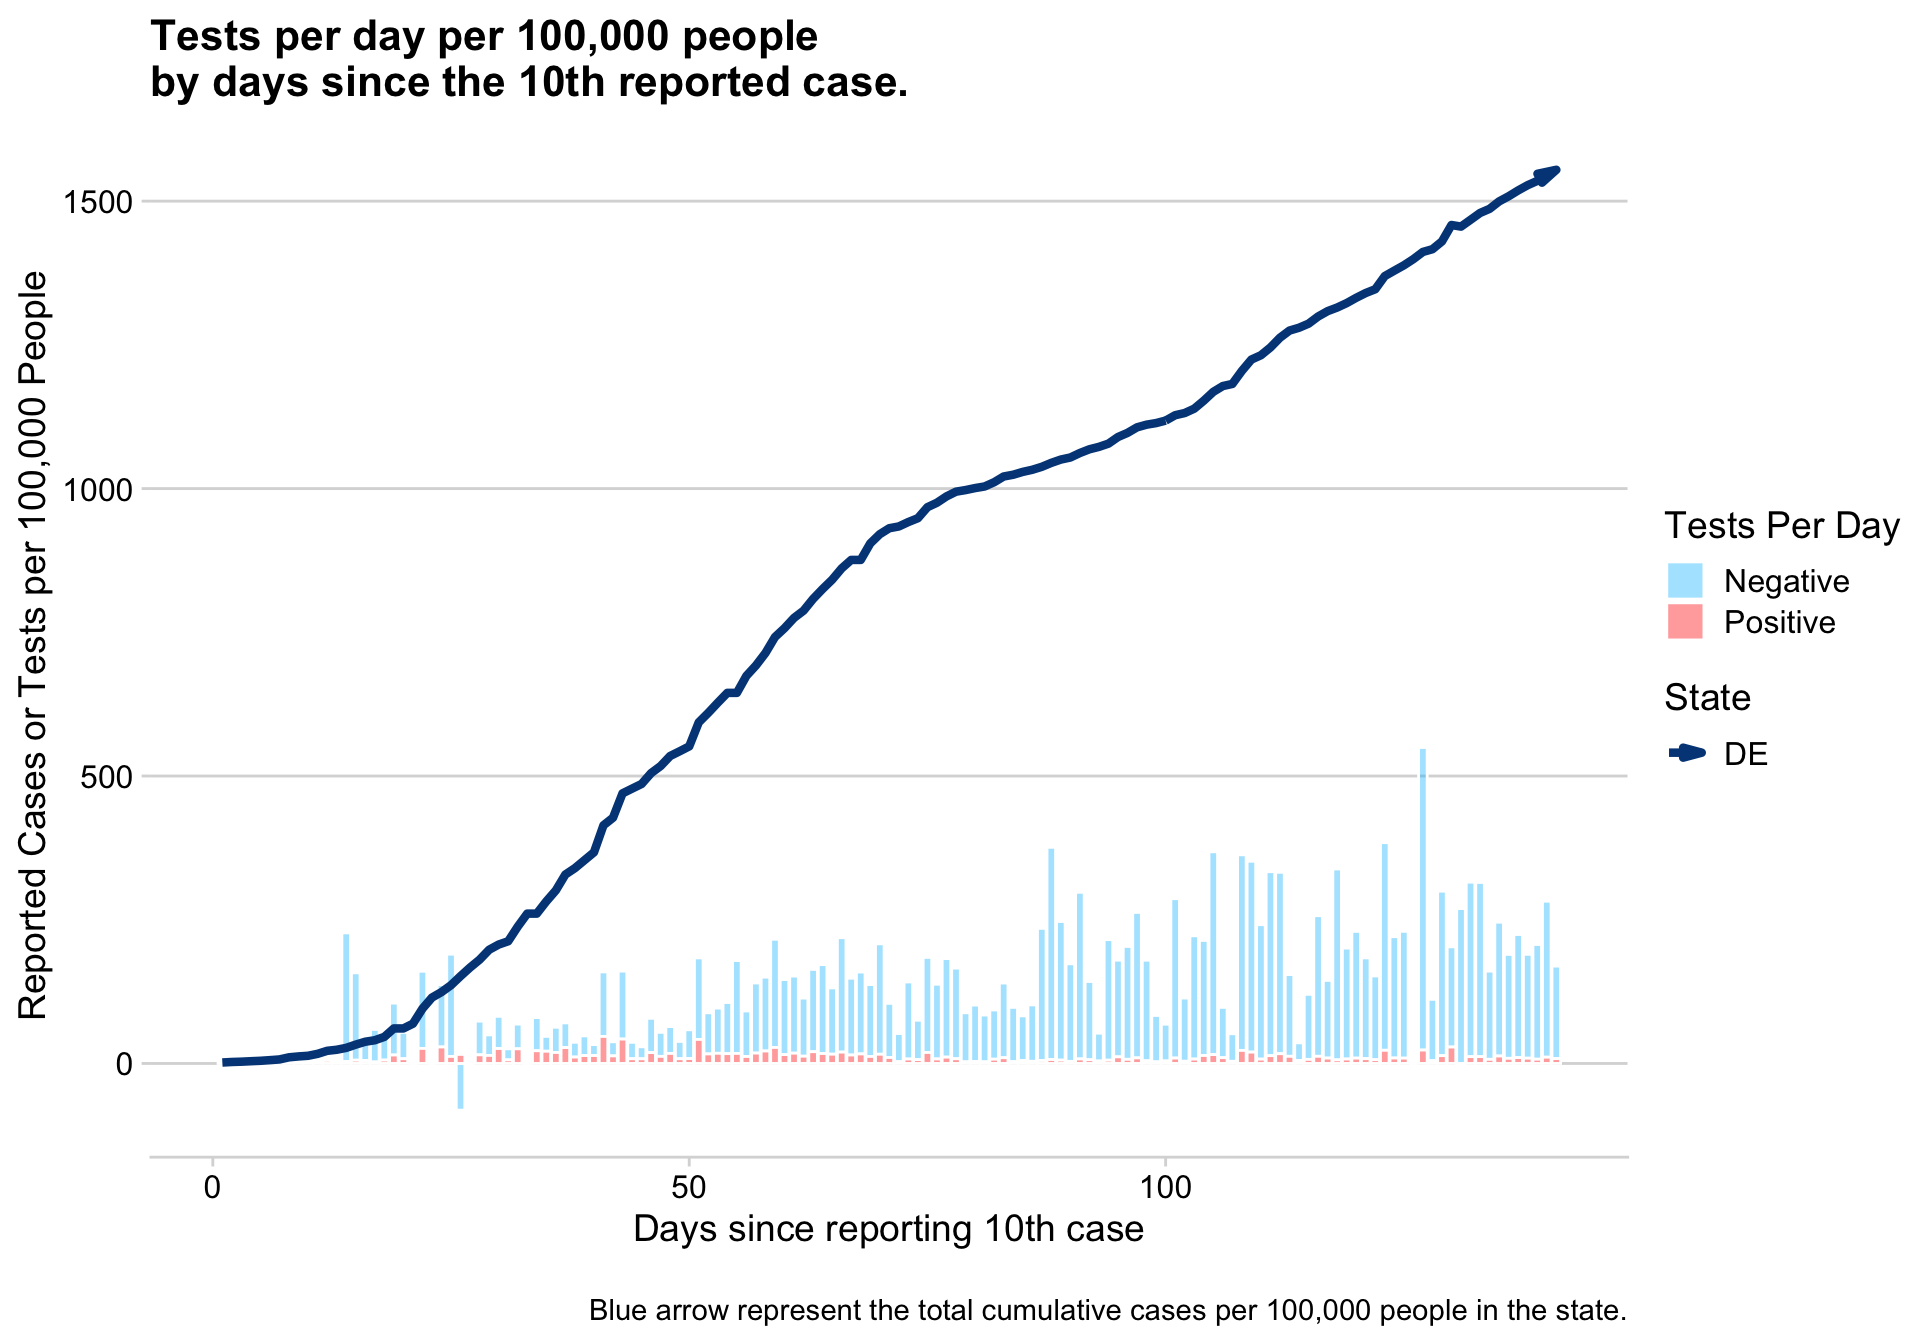 Tests per day per 100,000 people
by days since the 10th reported case.
Reported Cases or Tests per 100,000 People
1500
1000
500
0
0
50
100
Days since reporting 10th case
Tests Per Day
Negative
Positive
State
DE
Blue arrow represent the total cumulative cases per 100,000 people in the state.